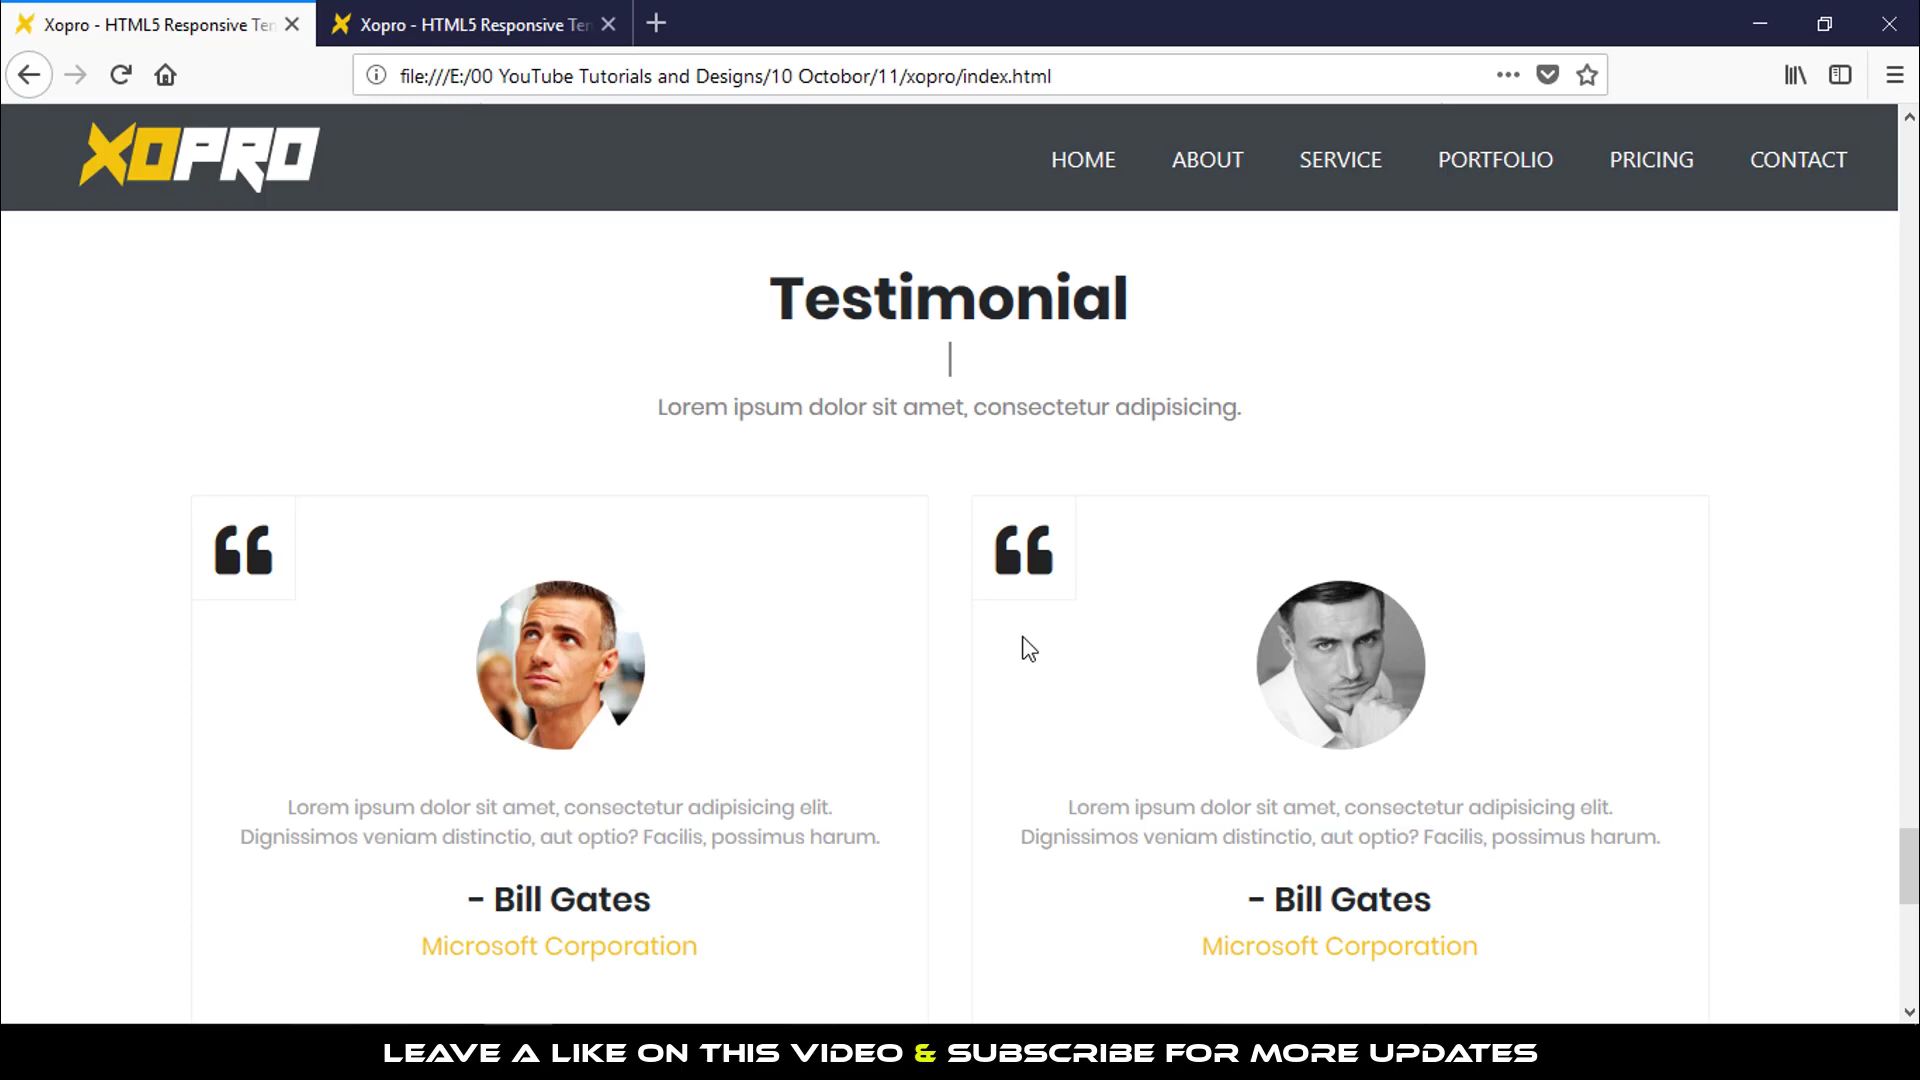 Xopro - HTML5 Responsive Ten
Xopro - HTML5 Responsive Ten
file:///E:/00 YouTube Tutorials and Designs/10 Octobor/11/xopro/index.html
XOPRO
HOME ABOUT SERVICE PORTFOLIO PRICING CONTACT
Testimonial
Lorem ipsum dolor sit amet, consectetur adipisicing.
Lorem ipsum dolor sit amet, consectetur adipisicing elit.
Dignissimos veniam distinctio, aut optio? Facilis, possimus harum.
- Bill Gates
Microsoft Corporation
Lorem ipsum dolor sit amet, consectetur adipisicing elit.
Dignissimos veniam distinctio, aut optio? Facilis, possimus harum.
- Bill Gates
Microsoft Corporation
LEAVE A LIKE ON THIS VIDEO & SUBSCRIBE FOR MORE UPDATES